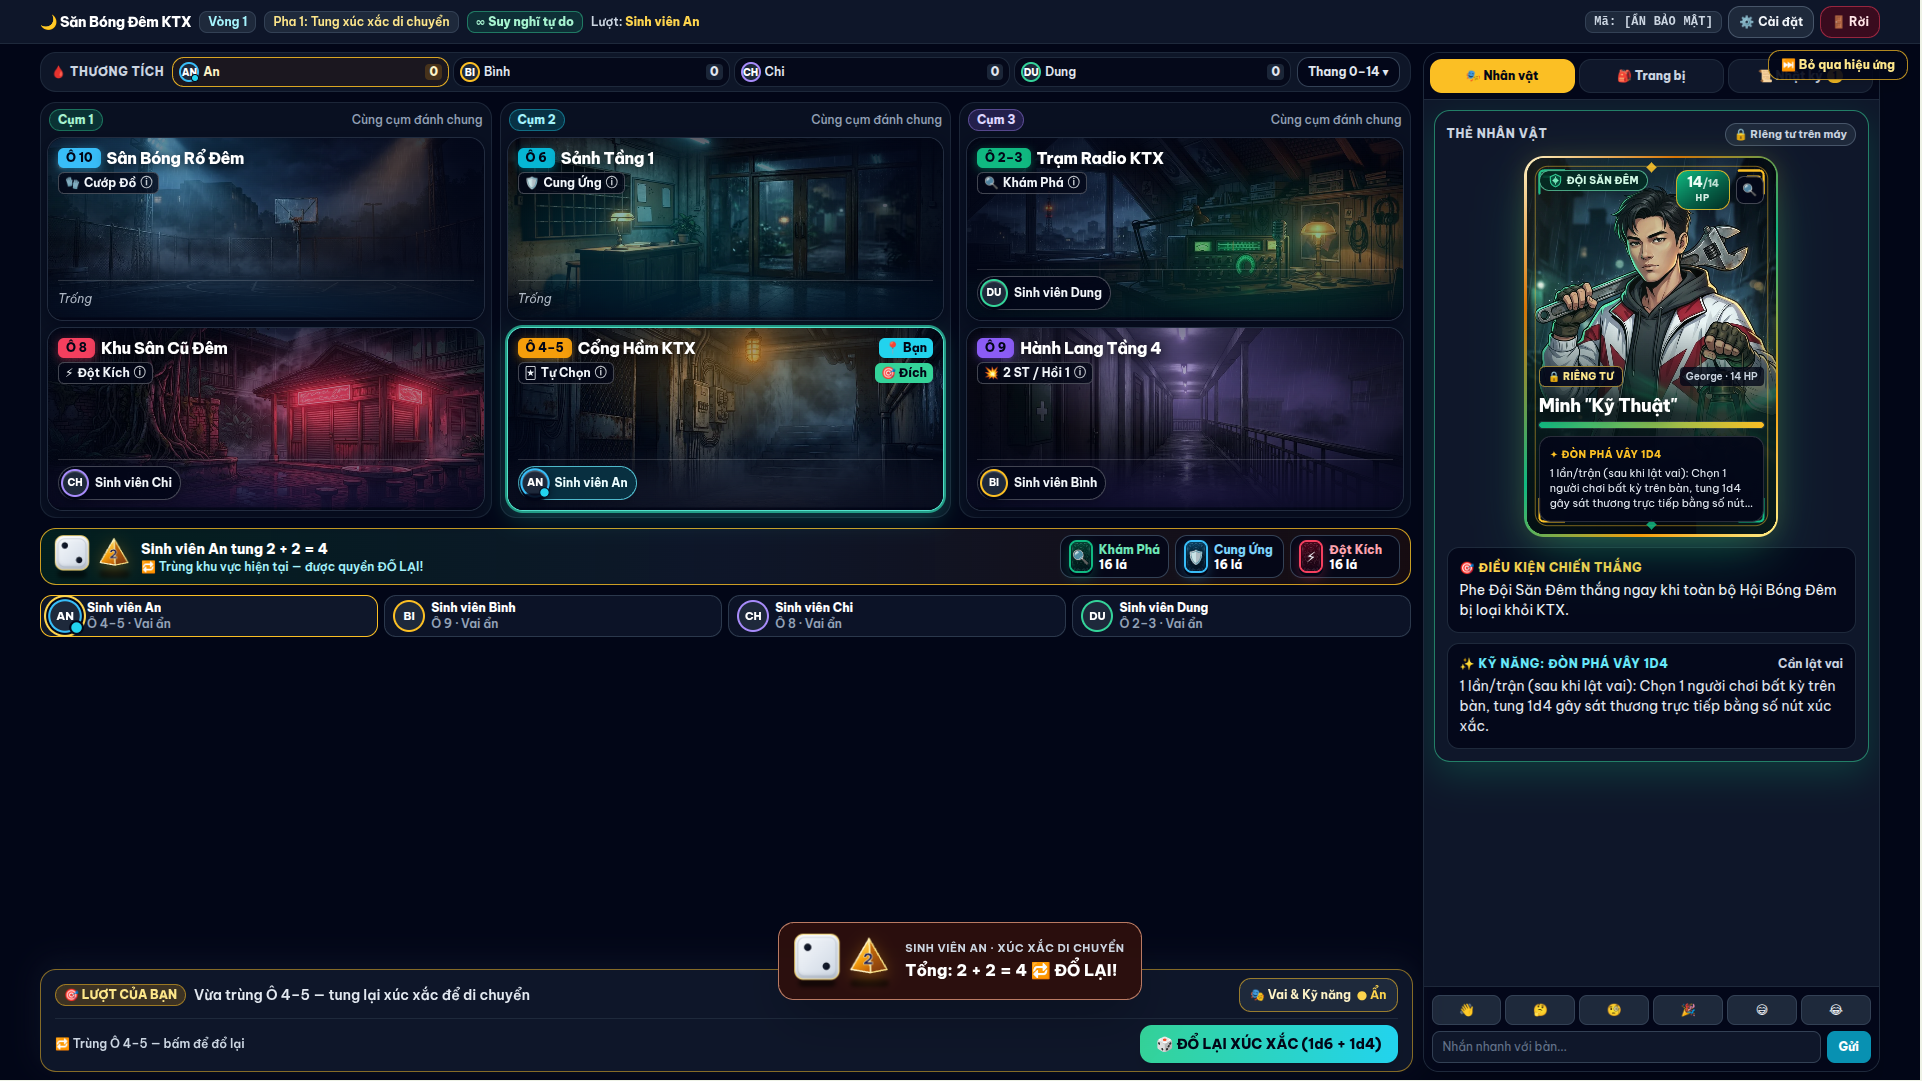 🌙 Săn Bóng Đêm KTX
Vòng 1
Pha 1: Tung xúc xắc di chuyển
∞ Suy nghĩ tự do
Lượt: Sinh viên An
Mã: [ẨN BẢO MẬT]
⚙️ Cài đặt
🚪 Rời
🩸 THƯƠNG TÍCH
AN An 0
BI Bình 0
CH Chi 0
DU Dung 0
Thang 0–14 ▾
🎭 Nhân vật
🎒 Trang bị
⏩ Bỏ qua hiệu ứng
Cụm 1
Cùng cụm đánh chung
Ô 10 Sân Bóng Rổ Đêm
🧤 Cướp Đồ ⓘ
Trống
Ô 8 Khu Sân Cũ Đêm
⚡ Đột Kích ⓘ
CH Sinh viên Chi
Cụm 2
Cùng cụm đánh chung
Ô 6 Sảnh Tầng 1
🛡️ Cung Ứng ⓘ
Trống
Ô 4–5 Cổng Hầm KTX
📍 Bạn
🃏 Tự Chọn ⓘ
🎯 Đích
AN Sinh viên An
Cụm 3
Cùng cụm đánh chung
Ô 2–3 Trạm Radio KTX
🔍 Khám Phá ⓘ
DU Sinh viên Dung
Ô 9 Hành Lang Tầng 4
💥 2 ST / Hồi 1 ⓘ
BI Sinh viên Bình
2
Sinh viên An tung 2 + 2 = 4
🔁 Trùng khu vực hiện tại — được quyền ĐỔ LẠI!
🔍 Khám Phá
16 lá
🛡️ Cung Ứng
16 lá
⚡ Đột Kích
16 lá
AN Sinh viên An
Ô 4–5 · Vai ẩn
BI Sinh viên Bình
Ô 9 · Vai ẩn
CH Sinh viên Chi
Ô 8 · Vai ẩn
DU Sinh viên Dung
Ô 2–3 · Vai ẩn
THẺ NHÂN VẬT
🔒 Riêng tư trên máy
ĐỘI SĂN ĐÊM
14/14
HP
🔍
🔒 RIÊNG TƯ
George · 14 HP
Minh "Kỹ Thuật"
✦ ĐÒN PHÁ VÂY 1D4
1 lần/trận (sau khi lật vai): Chọn 1
người chơi bất kỳ trên bàn, tung 1d4
gây sát thương trực tiếp bằng số nút...
🎯 ĐIỀU KIỆN CHIẾN THẮNG
Phe Đội Săn Đêm thắng ngay khi toàn bộ Hội Bóng Đêm
bị loại khỏi KTX.
✨ KỸ NĂNG: ĐÒN PHÁ VÂY 1D4
Cần lật vai
1 lần/trận (sau khi lật vai): Chọn 1 người chơi bất kỳ trên
bàn, tung 1d4 gây sát thương trực tiếp bằng số nút xúc
xắc.
2
SINH VIÊN AN · XÚC XẮC DI CHUYỂN
Tổng: 2 + 2 = 4 🔁 ĐỔ LẠI!
🎯 LƯỢT CỦA BẠN
Vừa trùng Ô 4–5 — tung lại xúc xắc để di chuyển
🎭 Vai & Kỹ năng ● Ẩn
🔁 Trùng Ô 4–5 — bấm để đổ lại
🎲 ĐỔ LẠI XÚC XẮC (1d6 + 1d4)
Nhắn nhanh với bàn...
Gửi